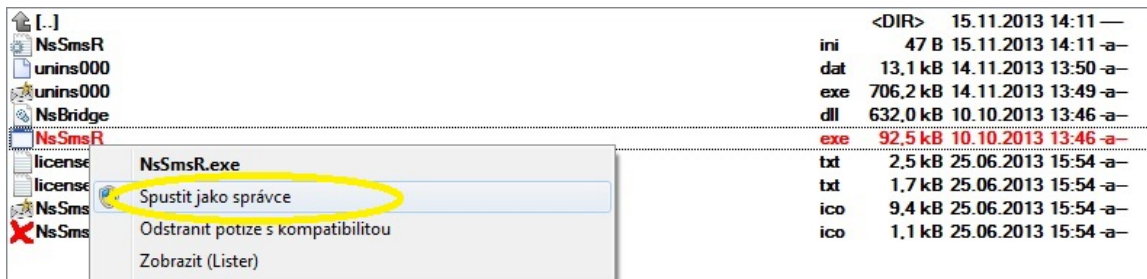 [..] <DIR> 15.11.2013 14:11 —
NsSmsR ini 47 B 15.11.2013 14:11 -a–
unins000 dat 13,1 kB 14.11.2013 13:50 -a–
unins000 exe 706,2 kB 14.11.2013 13:49 -a–
NsBridge dll 632,0 kB 10.10.2013 13:46 -a–
NsSmsR exe 92,5 kB 10.10.2013 13:46 -a–
license txt 2,5 kB 25.06.2013 15:54 -a–
license txt 1,7 kB 25.06.2013 15:54 -a–
NsSms ico 9,4 kB 25.06.2013 15:54 -a–
NsSms ico 1,1 kB 25.06.2013 15:54 -a–
NsSmsR.exe
Spustit jako správce
Odstranit potíže s kompatibilitou
Zobrazit (Lister)